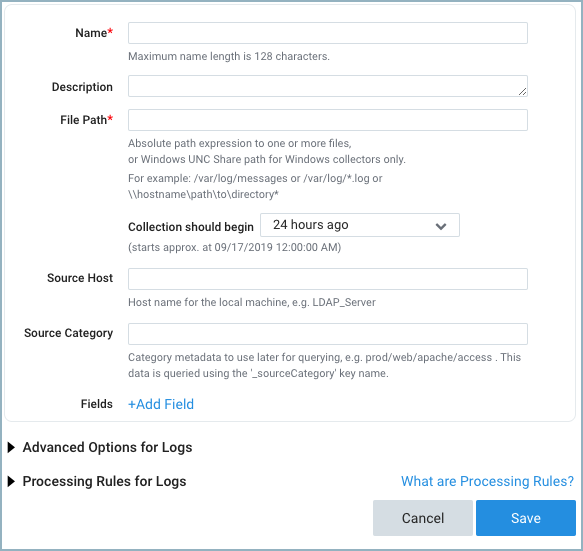 Name*
Maximum name length is 128 characters.
Description
File Path*
Absolute path expression to one or more files,
or Windows UNC Share path for Windows collectors only.
For example: /var/log/messages or /var/log/*.log or
\\hostname\path\to\directory*
Collection should begin 24 hours ago
(starts approx. at 09/17/2019 12:00:00 AM)
Source Host
Host name for the local machine, e.g. LDAP_Server
Source Category
Category metadata to use later for querying, e.g. prod/web/apache/access . This
data is queried using the '_sourceCategory' key name.
Fields +Add Field
Advanced Options for Logs
Processing Rules for Logs What are Processing Rules?
Cancel Save